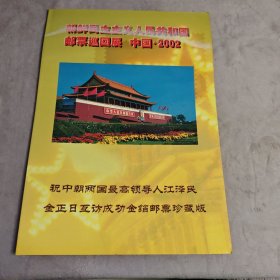 朝鲜民主主义人民共和国
邮票巡回展·中国·2002
祝中朝两国最高领导人江泽民
金正日互访成功金箔邮票珍藏版